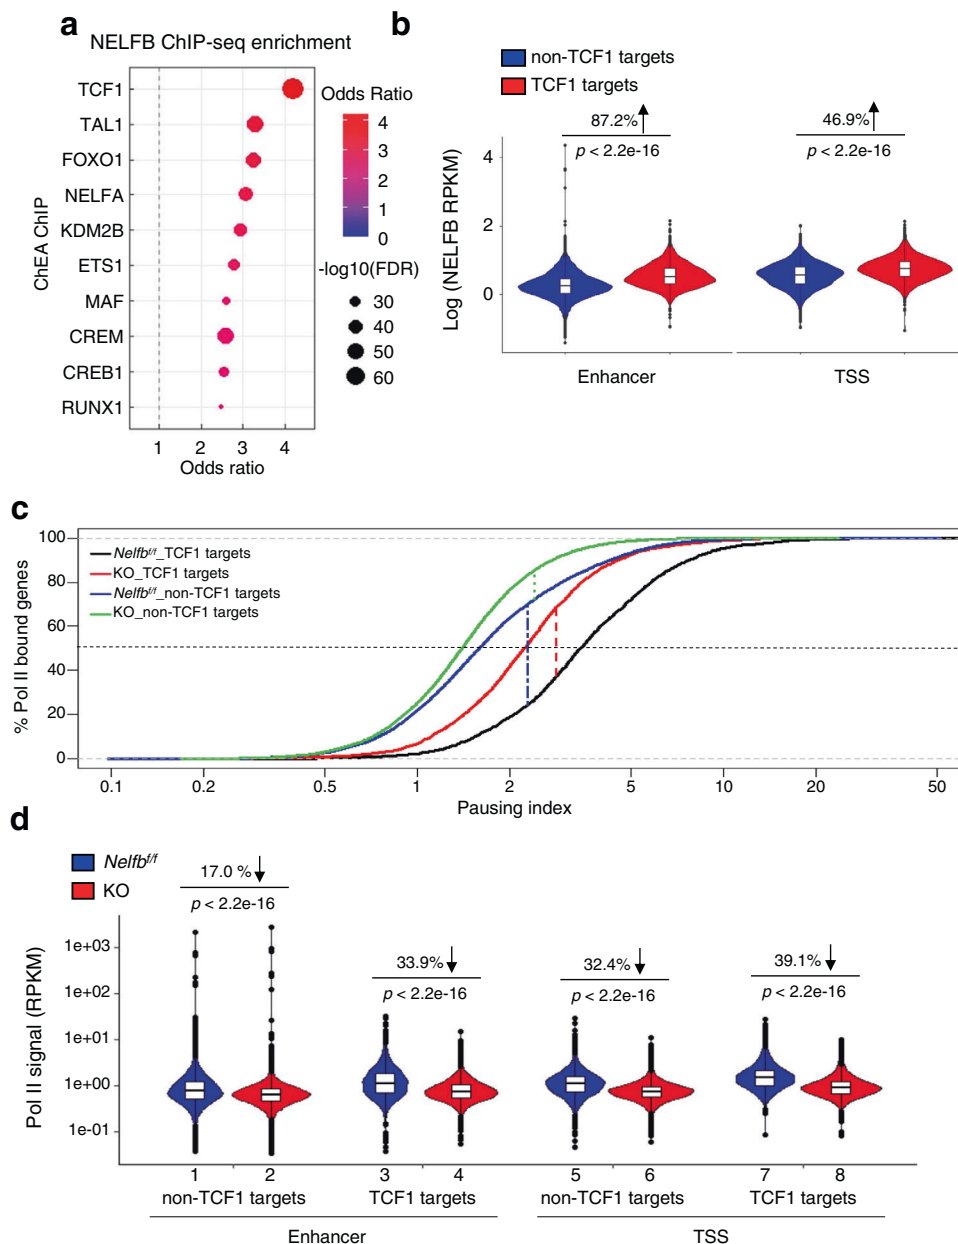 a
NELFB ChIP-seq enrichment
ChEA ChIP
TCF1
TAL1
FOXO1
NELFA
KDM2B
ETS1
MAF
CREM
CREB1
RUNX1
1 2 3 4
Odds ratio
Odds Ratio
4
3
2
1
0
-log10(FDR)
30
40
50
60
b
non-TCF1 targets
TCF1 targets
87.2%
p < 2.2e-16
46.9%
p < 2.2e-16
Log (NELFB RPKM)
4
2
0
Enhancer TSS
c
% Pol II bound genes
100
80
60
40
20
0
Nelfb^f/f_TCF1 targets
KO_TCF1 targets
Nelfb^f/f_non-TCF1 targets
KO_non-TCF1 targets
0.1 0.2 0.5 1 2 5 10 20 50
Pausing index
d
Nelfb^f/f
KO
17.0 %
p < 2.2e-16
33.9%
p < 2.2e-16
32.4%
p < 2.2e-16
39.1%
p < 2.2e-16
Pol II signal (RPKM)
1e+03
1e+02
1e+01
1e+00
1e-01
1 2 3 4 5 6 7 8
non-TCF1 targets TCF1 targets non-TCF1 targets TCF1 targets
Enhancer TSS